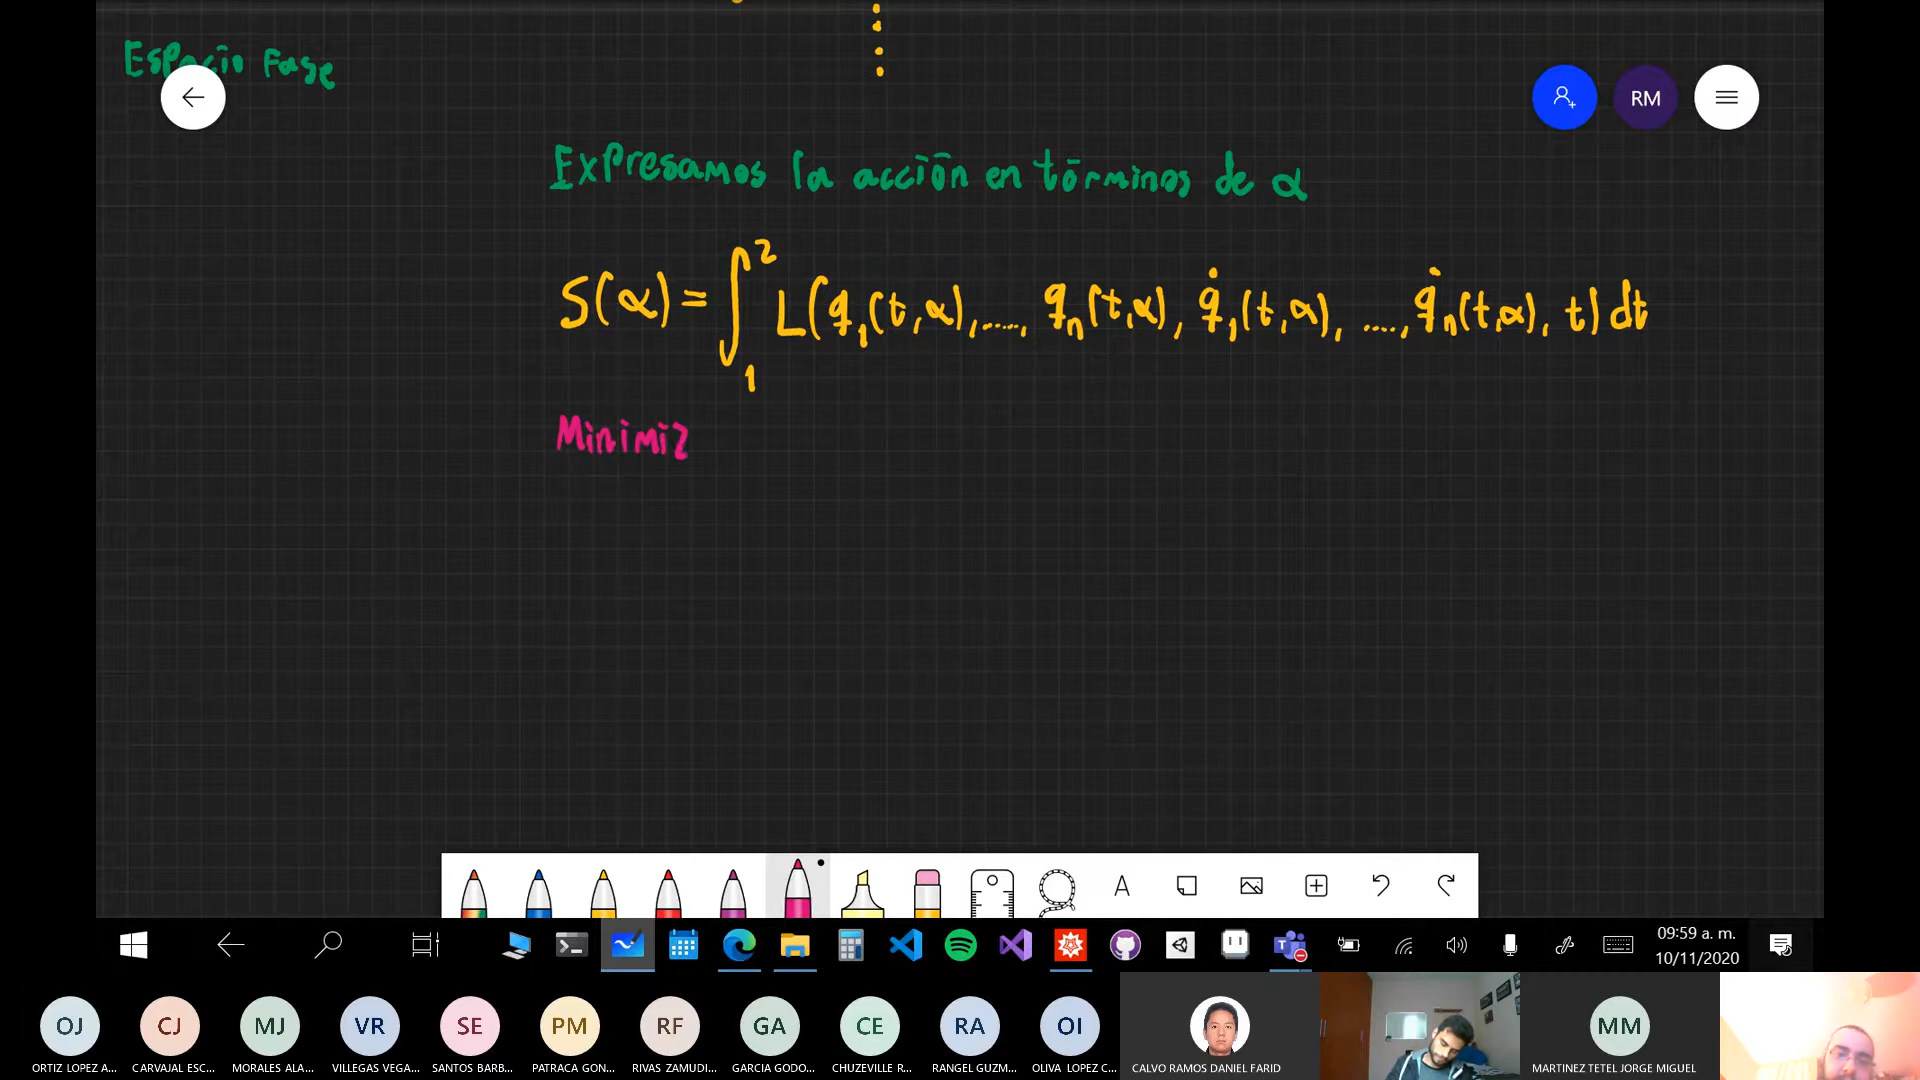 Espacio Fase
RM
Expresamos la acción en términos de α
S(α) = ∫₁² L(q₁(t,α),....., qₙ(t,α), q̇₁(t,α), ....., q̇ₙ(t,α), t) dt
Minimiz
A
09:59 a. m.
10/11/2020
OJ
CJ
MJ
VR
SE
PM
RF
GA
CE
RA
OI
MM
ORTIZ LOPEZ A...
CARVAJAL ESC...
MORALES ALA...
VILLEGAS VEGA...
SANTOS BARB...
PATRACA GON...
RIVAS ZAMUDI...
GARCIA GODO...
CHUZEVILLE R...
RANGEL GUZM...
OLIVA LOPEZ C...
CALVO RAMOS DANIEL FARID
MARTINEZ TETEL JORGE MIGUEL